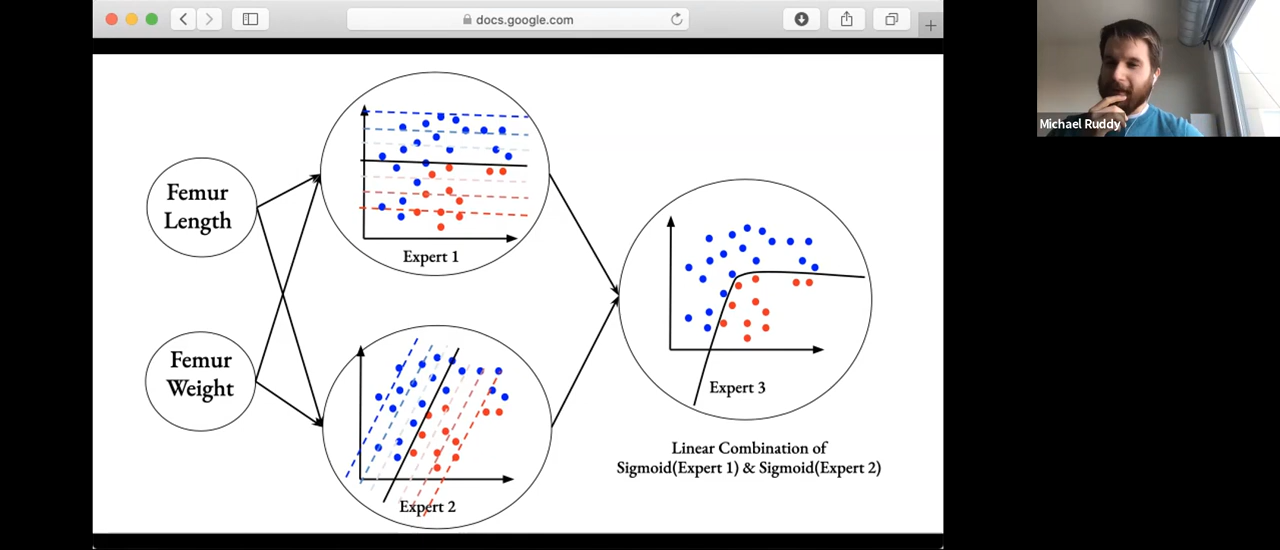 docs.google.com
Michael Ruddy
Femur
Length
Expert 1
Femur
Weight
Expert 2
Expert 3
Linear Combination of
Sigmoid(Expert 1) & Sigmoid(Expert 2)